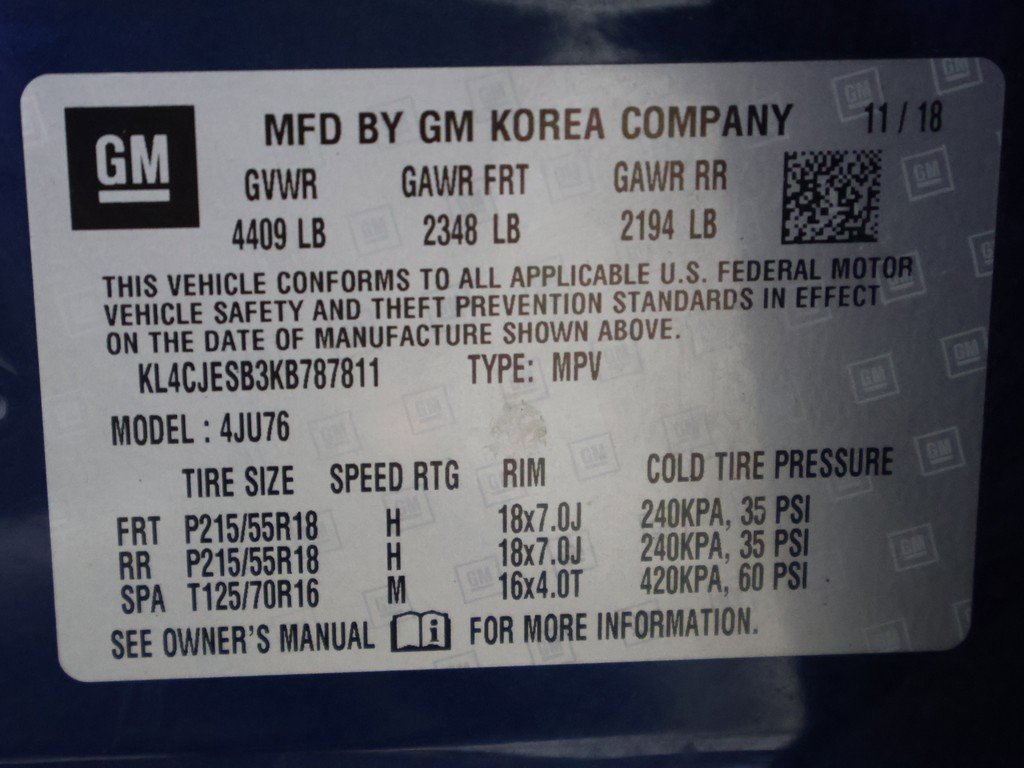 GM
MFD BY GM KOREA COMPANY 11 / 18
GVWR GAWR FRT GAWR RR
4409 LB 2348 LB 2194 LB
THIS VEHICLE CONFORMS TO ALL APPLICABLE U.S. FEDERAL MOTOR
VEHICLE SAFETY AND THEFT PREVENTION STANDARDS IN EFFECT
ON THE DATE OF MANUFACTURE SHOWN ABOVE.
KL4CJESB3KB787811 TYPE: MPV
MODEL : 4JU76
TIRE SIZE SPEED RTG RIM COLD TIRE PRESSURE
FRT P215/55R18 H 18x7.0J 240KPA, 35 PSI
RR P215/55R18 H 18x7.0J 240KPA, 35 PSI
SPA T125/70R16 M 16x4.0T 420KPA, 60 PSI
SEE OWNER'S MANUAL i FOR MORE INFORMATION.